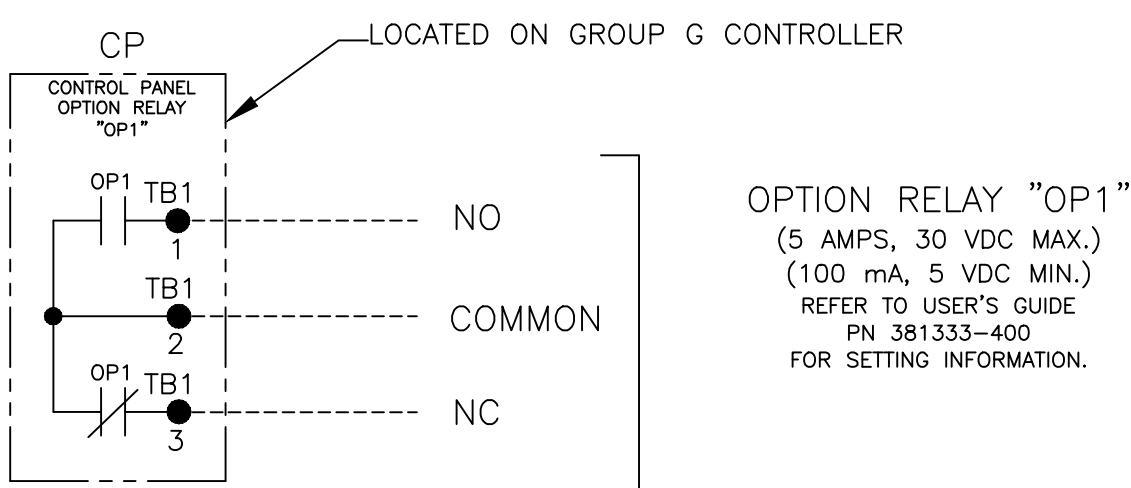 LOCATED ON GROUP G CONTROLLER
CP
CONTROL PANEL
OPTION RELAY
"OP1"
OP1 TB1
1
NO
TB1
2
COMMON
OP1 TB1
3
NC
OPTION RELAY "OP1"
(5 AMPS, 30 VDC MAX.)
(100 mA, 5 VDC MIN.)
REFER TO USER'S GUIDE
PN 381333-400
FOR SETTING INFORMATION.